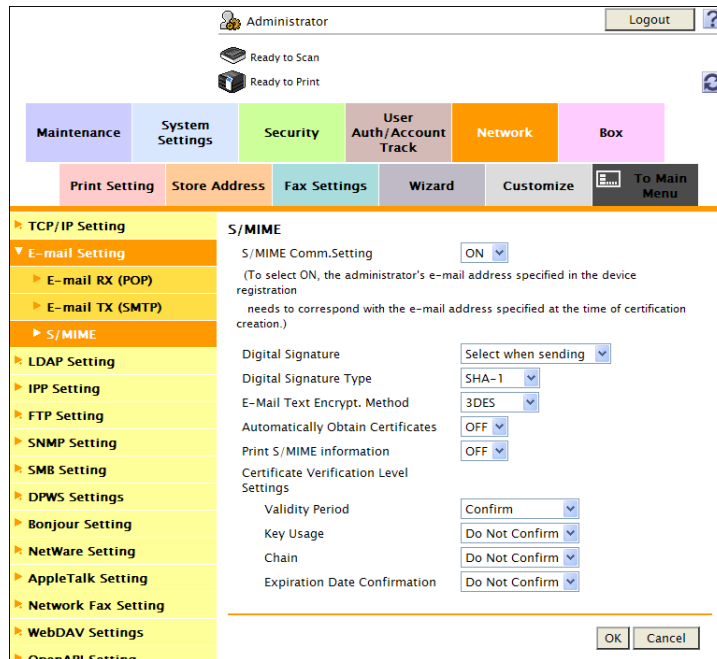 Administrator
Logout
?
Ready to Scan
Ready to Print
Maintenance
System
Settings
Security
User
Auth/Account
Track
Network
Box
Print Setting
Store Address
Fax Settings
Wizard
Customize
To Main
Menu
TCP/IP Setting
E-mail Setting
E-mail RX (POP)
E-mail TX (SMTP)
S/MIME
LDAP Setting
IPP Setting
FTP Setting
SNMP Setting
SMB Setting
DPWS Settings
Bonjour Setting
NetWare Setting
AppleTalk Setting
Network Fax Setting
WebDAV Settings
OpenAPI Setting
S/MIME
S/MIME Comm.Setting ON
(To select ON, the administrator's e-mail address specified in the device
registration
needs to correspond with the e-mail address specified at the time of certification
creation.)
Digital Signature Select when sending
Digital Signature Type SHA-1
E-Mail Text Encrypt. Method 3DES
Automatically Obtain Certificates OFF
Print S/MIME information OFF
Certificate Verification Level
Settings
Validity Period Confirm
Key Usage Do Not Confirm
Chain Do Not Confirm
Expiration Date Confirmation Do Not Confirm
OK Cancel